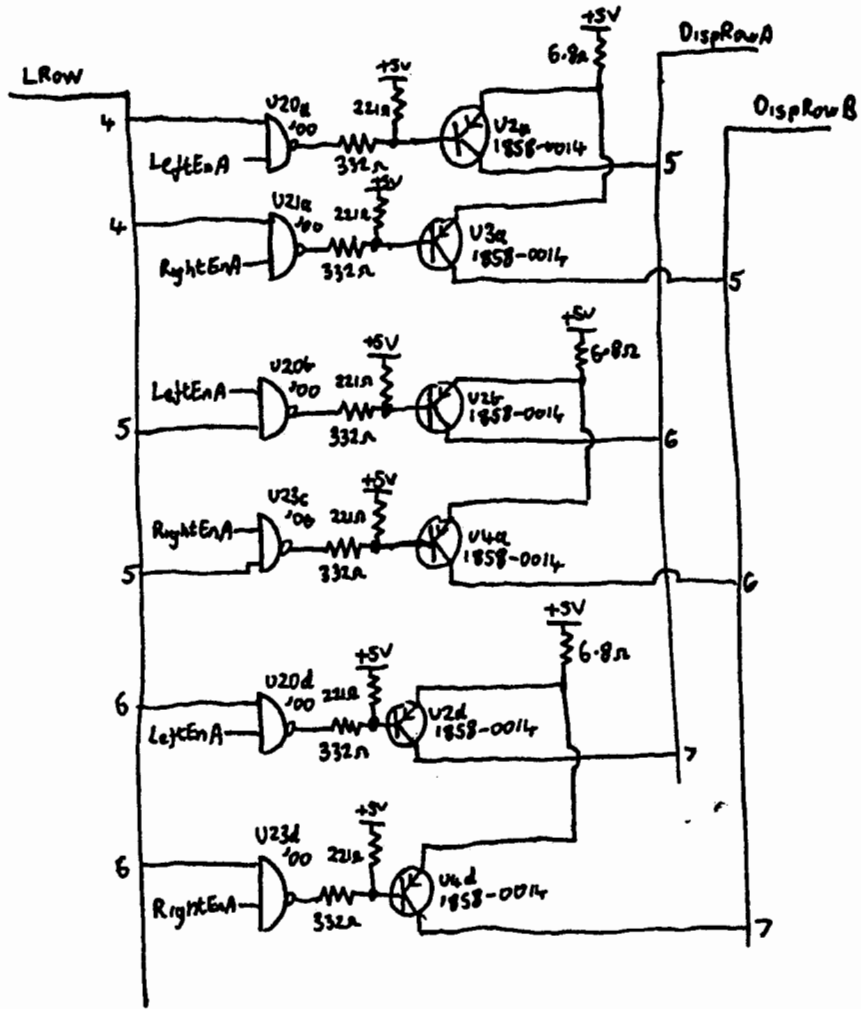 +5V
DispRowA
6.8Ω
LRow
+5V
DispRowB
U20a
'00
221Ω
U2a
1858-0014
4
LeftEnA
332Ω
5
+5V
U21a
'00
221Ω
U3a
1858-0014
4
RightEnA
332Ω
5
+5V
6.8Ω
+5V
U20b
'00
221Ω
U2b
1858-0014
LeftEnA
5
332Ω
6
+5V
U23c
'00
221Ω
U4a
1858-0014
RightEnA
5
332Ω
6
+5V
6.8Ω
+5V
U20d
'00
221Ω
U2d
1858-0014
6
LeftEnA
332Ω
7
+5V
U23d
'00
221Ω
U4d
1858-0014
6
RightEnA
332Ω
7